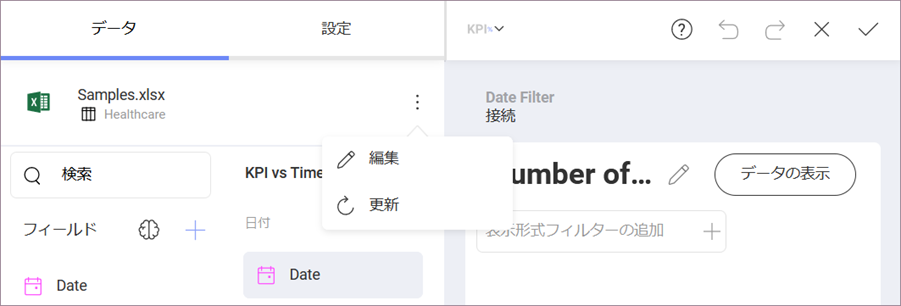 データ
設定
KPI
Samples.xlsx
Healthcare
編集
更新
検索
KPI vs Time
フィールド
日付
Date
Date
Date Filter
接続
umber of...
データの表示
表示形式フィルターの追加